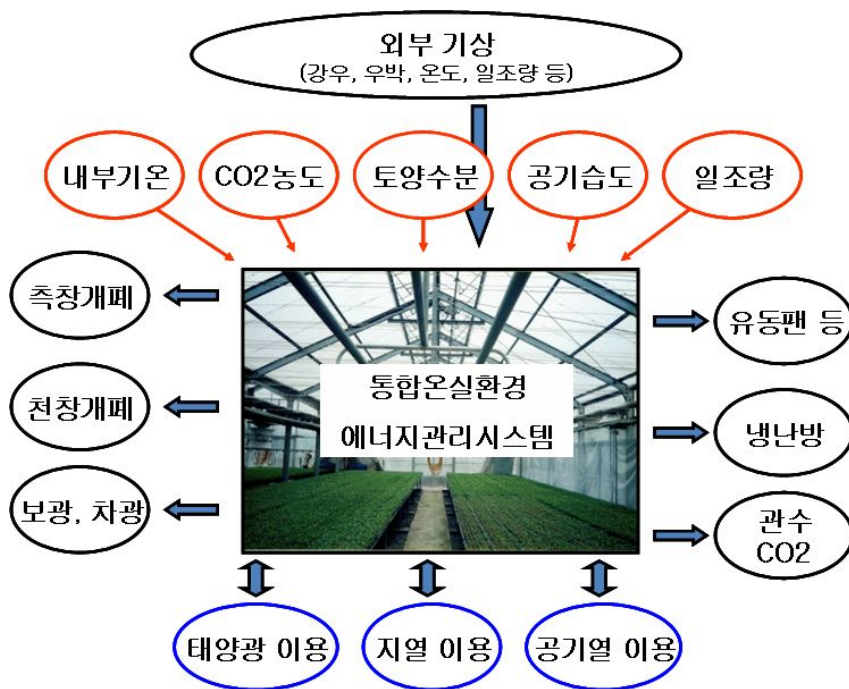 외부 기상
(강우, 우박, 온도, 일조량 등)
내부기온
CO2농도
토양수분
공기습도
일조량
측창개폐
유동팬 등
통합온실환경
에너지관리시스템
천창개폐
냉난방
보광, 차광
관수
CO2
태양광 이용
지열 이용
공기열 이용